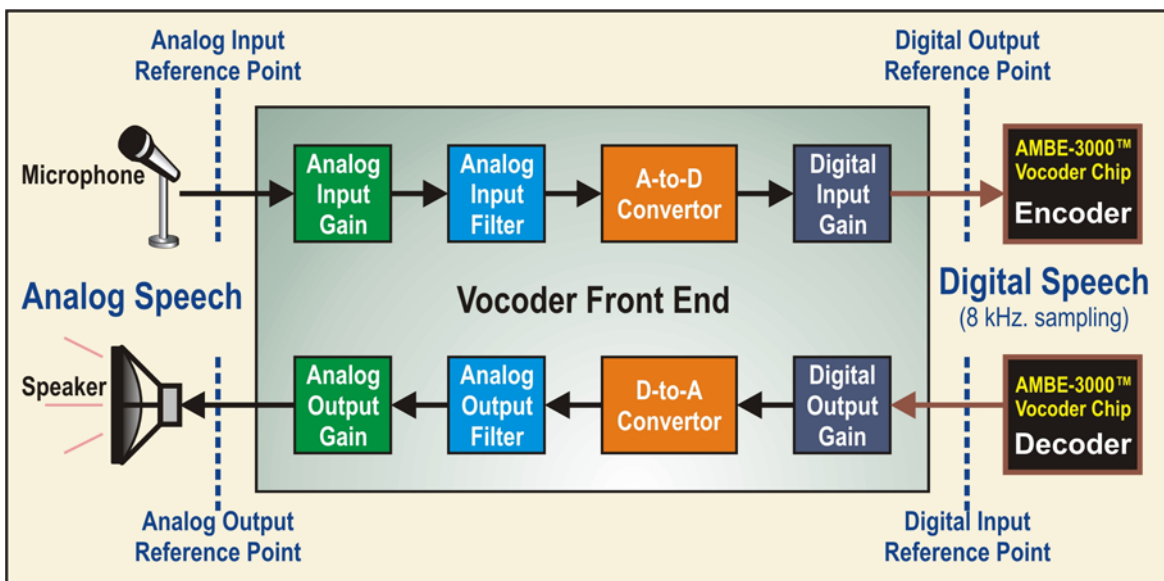 Analog Input
Reference Point
Digital Output
Reference Point
Microphone
Analog
Input
Gain
Analog
Input
Filter
A-to-D
Convertor
Digital
Input
Gain
AMBE-3000™
Vocoder Chip
Encoder
Analog Speech
Vocoder Front End
Digital Speech
(8 kHz. sampling)
Speaker
Analog
Output
Gain
Analog
Output
Filter
D-to-A
Convertor
Digital
Output
Gain
AMBE-3000™
Vocoder Chip
Decoder
Analog Output
Reference Point
Digital Input
Reference Point